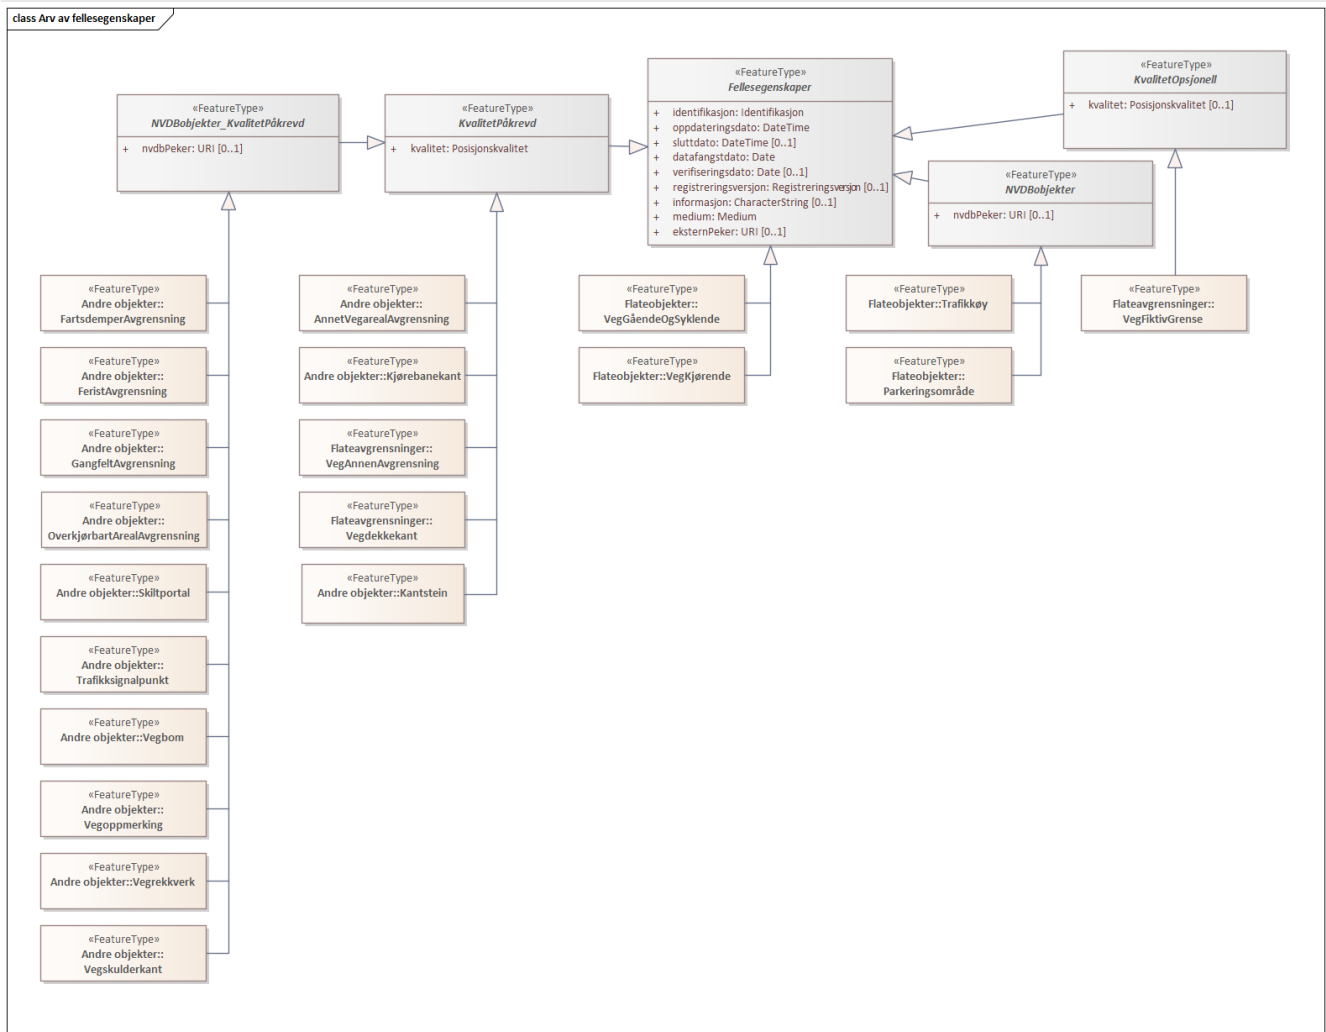 class Arv av fellesegenskaper
«FeatureType»
NVDBobjekter_KvalitetPåkrevd
+ nvdbPeker: URI [0..1]
«FeatureType»
KvalitetPåkrevd
+ kvalitet: Posisjonskvalitet
«FeatureType»
Fellesegenskaper
+ identifikasjon: Identifikasjon
+ oppdateringsdato: DateTime
+ sluttdato: DateTime [0..1]
+ datafangstdato: Date
+ verifiseringsdato: Date [0..1]
+ registreringsversjon: Registreringsversjon [0..1]
+ informasjon: CharacterString [0..1]
+ medium: Medium
+ eksternPeker: URI [0..1]
«FeatureType»
KvalitetOpsjonell
+ kvalitet: Posisjonskvalitet [0..1]
«FeatureType»
NVDBobjekter
+ nvdbPeker: URI [0..1]
«FeatureType»
Andre objekter::
FartsdemperAvgrensning
«FeatureType»
Andre objekter::
FeristAvgrensning
«FeatureType»
Andre objekter::
GangfeltAvgrensning
«FeatureType»
Andre objekter::
OverkjørbartArealAvgrensning
«FeatureType»
Andre objekter::Skiltportal
«FeatureType»
Andre objekter::
Trafikksignalpunkt
«FeatureType»
Andre objekter::Vegbom
«FeatureType»
Andre objekter::
Vegoppmerking
«FeatureType»
Andre objekter::Vegrekkverk
«FeatureType»
Andre objekter::
Vegskulderkant
«FeatureType»
Andre objekter::
AnnetVegarealAvgrensning
«FeatureType»
Andre objekter::Kjørebanekant
«FeatureType»
Flateavgrensninger::
VegAnnenAvgrensning
«FeatureType»
Flateavgrensninger::
Vegdekkekant
«FeatureType»
Andre objekter::Kantstein
«FeatureType»
Flateobjekter::
VegGåendeOgSyklende
«FeatureType»
Flateobjekter::VegKjørende
«FeatureType»
Flateobjekter::Trafikkøy
«FeatureType»
Flateobjekter::
Parkeringsområde
«FeatureType»
Flateavgrensninger::
VegFiktivGrense